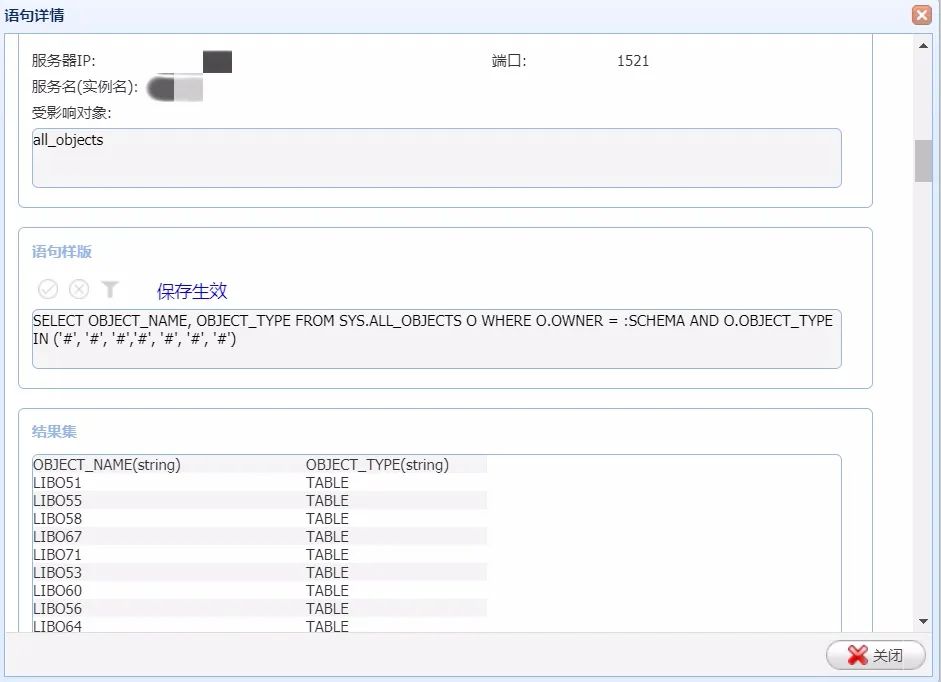 语句详情
服务器IP:
端口: 1521
服务名(实例名):
受影响对象:
all_objects
语句样版
保存生效
SELECT OBJECT_NAME, OBJECT_TYPE FROM SYS.ALL_OBJECTS O WHERE O.OWNER = :SCHEMA AND O.OBJECT_TYPE
IN ('#', '#', '#','#', '#', '#', '#')
结果集
OBJECT_NAME(string) OBJECT_TYPE(string)
LIBO51 TABLE
LIBO55 TABLE
LIBO58 TABLE
LIBO67 TABLE
LIBO71 TABLE
LIBO53 TABLE
LIBO60 TABLE
LIBO56 TABLE
LIBO64 TABLE
关闭